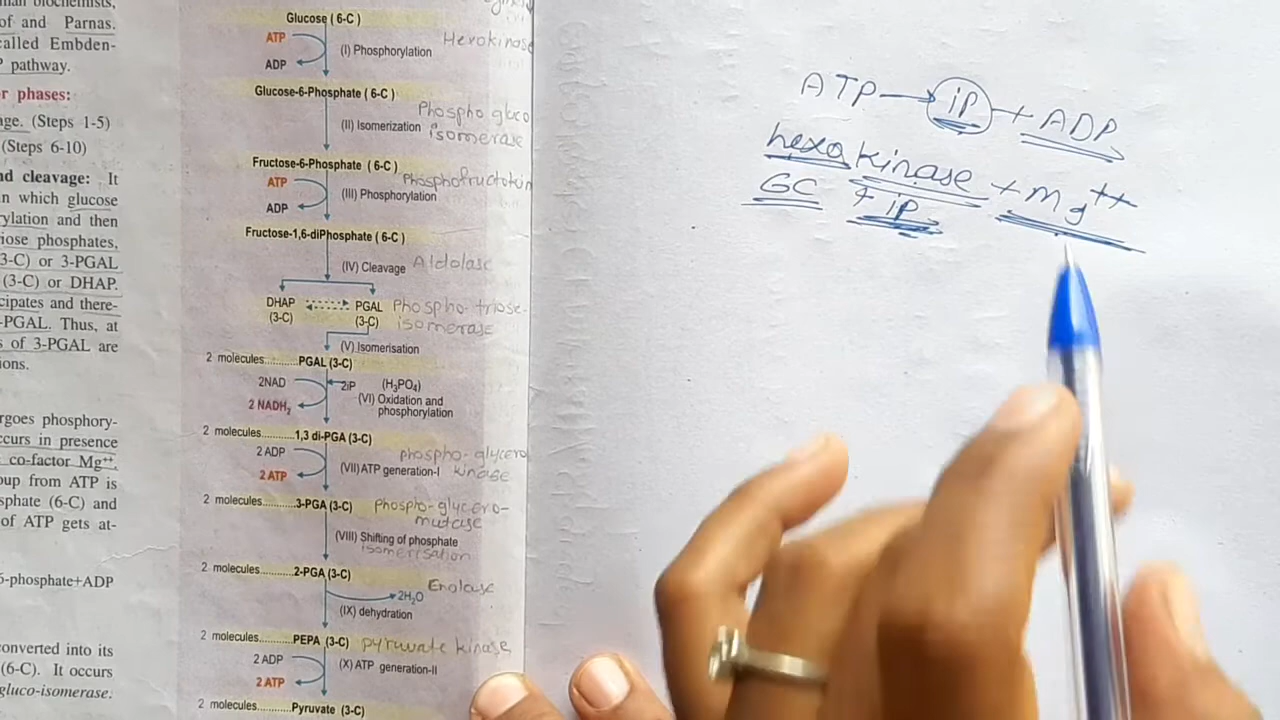 of and Parnas.
called Embden-
P pathway.
r phases:
age. (Steps 1-5)
(Steps 6-10)
nd cleavage: It
n which glucose
rylation and then
iose phosphates,
3-C) or 3-PGAL
(3-C) or DHAP.
cipates and there-
-PGAL. Thus, at
s of 3-PGAL are
ions.
rgoes phosphory-
ccurs in presence
co-factor Mg⁺⁺.
oup from ATP is
sphate (6-C) and
of ATP gets at-
6-phosphate+ADP
converted into its
(6-C). It occurs
gluco-isomerase.
Glucose ( 6-C )
ATP
ADP
(I) Phosphorylation
Hexokinase
Glucose-6-Phosphate ( 6-C )
(II) Isomerization
Phospho gluco
isomerase
Fructose-6-Phosphate (6-C)
ATP
ADP
(III) Phosphorylation
Fructose-1,6-diPhosphate ( 6-C )
(IV) Cleavage
Aldolase
DHAP
(3-C)
PGAL
(3-C)
Phospho-triose-
isomerase
(V) Isomerisation
2 molecules...........PGAL (3-C)
2NAD
2 NADH₂
2iP
(H₃PO₄)
(VI) Oxidation and
phosphorylation
2 molecules...........1,3 di-PGA (3-C)
2 ADP
2 ATP
(VII) ATP generation-I
phospho-glycero
kinase
2 molecules...........3-PGA (3-C)
Phospho-glycero-
mutase
(VIII) Shifting of phosphate
isomerisation
2 molecules...........2-PGA (3-C)
2H₂O
(IX) dehydration
Enolase
2 molecules...........PEPA (3-C)
pyruvate kinase
2 ADP
2 ATP
(X) ATP generation-II
2 molecules...........Pyruvate (3-C)
ATP → iP + ADP
hexokinase + Mg⁺⁺
GC + iP